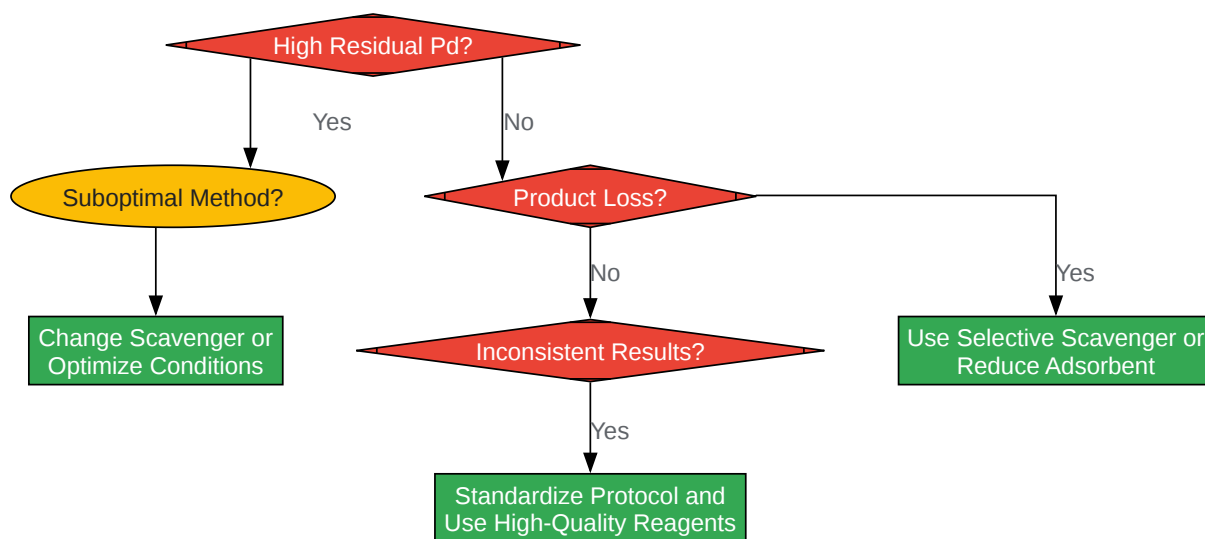 High Residual Pd?
Yes
No
Suboptimal Method?
Product Loss?
No
Yes
Change Scavenger or
Optimize Conditions
Inconsistent Results?
Use Selective Scavenger or
Reduce Adsorbent
Yes
Standardize Protocol and
Use High-Quality Reagents